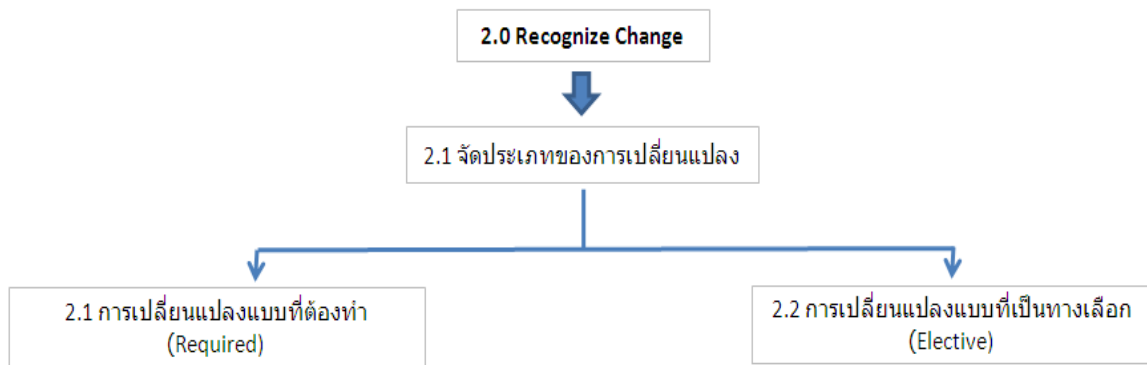 2.0 Recognize Change
2.1 จัดประเภทของการเปลี่ยนแปลง
2.1 การเปลี่ยนแปลงแบบที่ต้องทำ
(Required)
2.2 การเปลี่ยนแปลงแบบที่เป็นทางเลือก
(Elective)